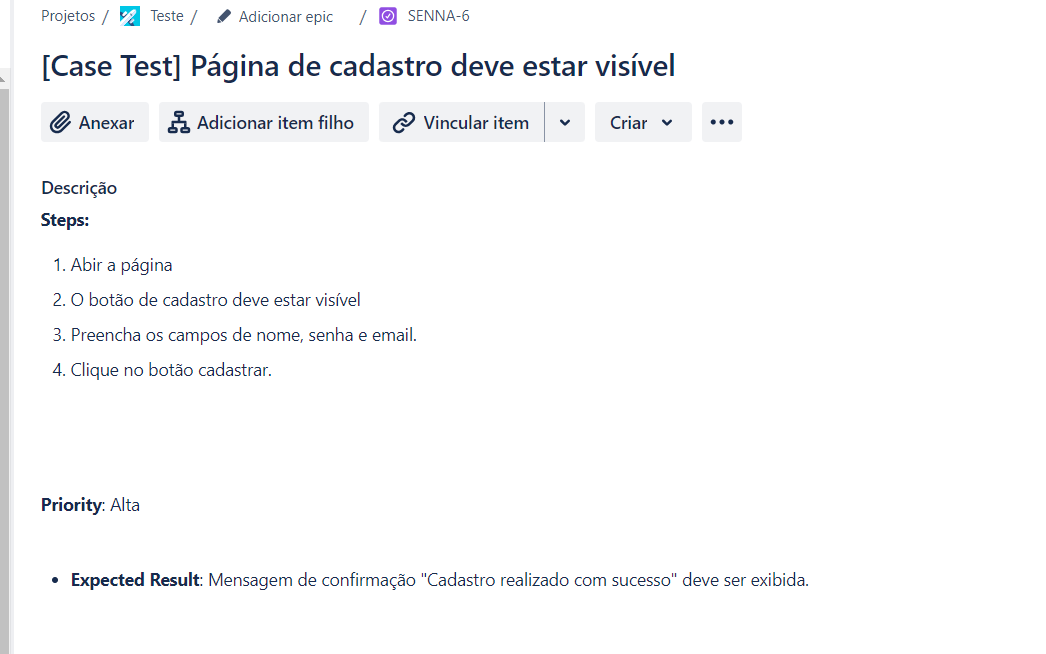 Projetos / Teste / Adicionar epic / SENNA-6
[Case Test] Página de cadastro deve estar visível
Anexar Adicionar item filho Vincular item Criar
Descrição
Steps:
1. Abir a página
2. O botão de cadastro deve estar visível
3. Preencha os campos de nome, senha e email.
4. Clique no botão cadastrar.
Priority: Alta
• Expected Result: Mensagem de confirmação "Cadastro realizado com sucesso" deve ser exibida.